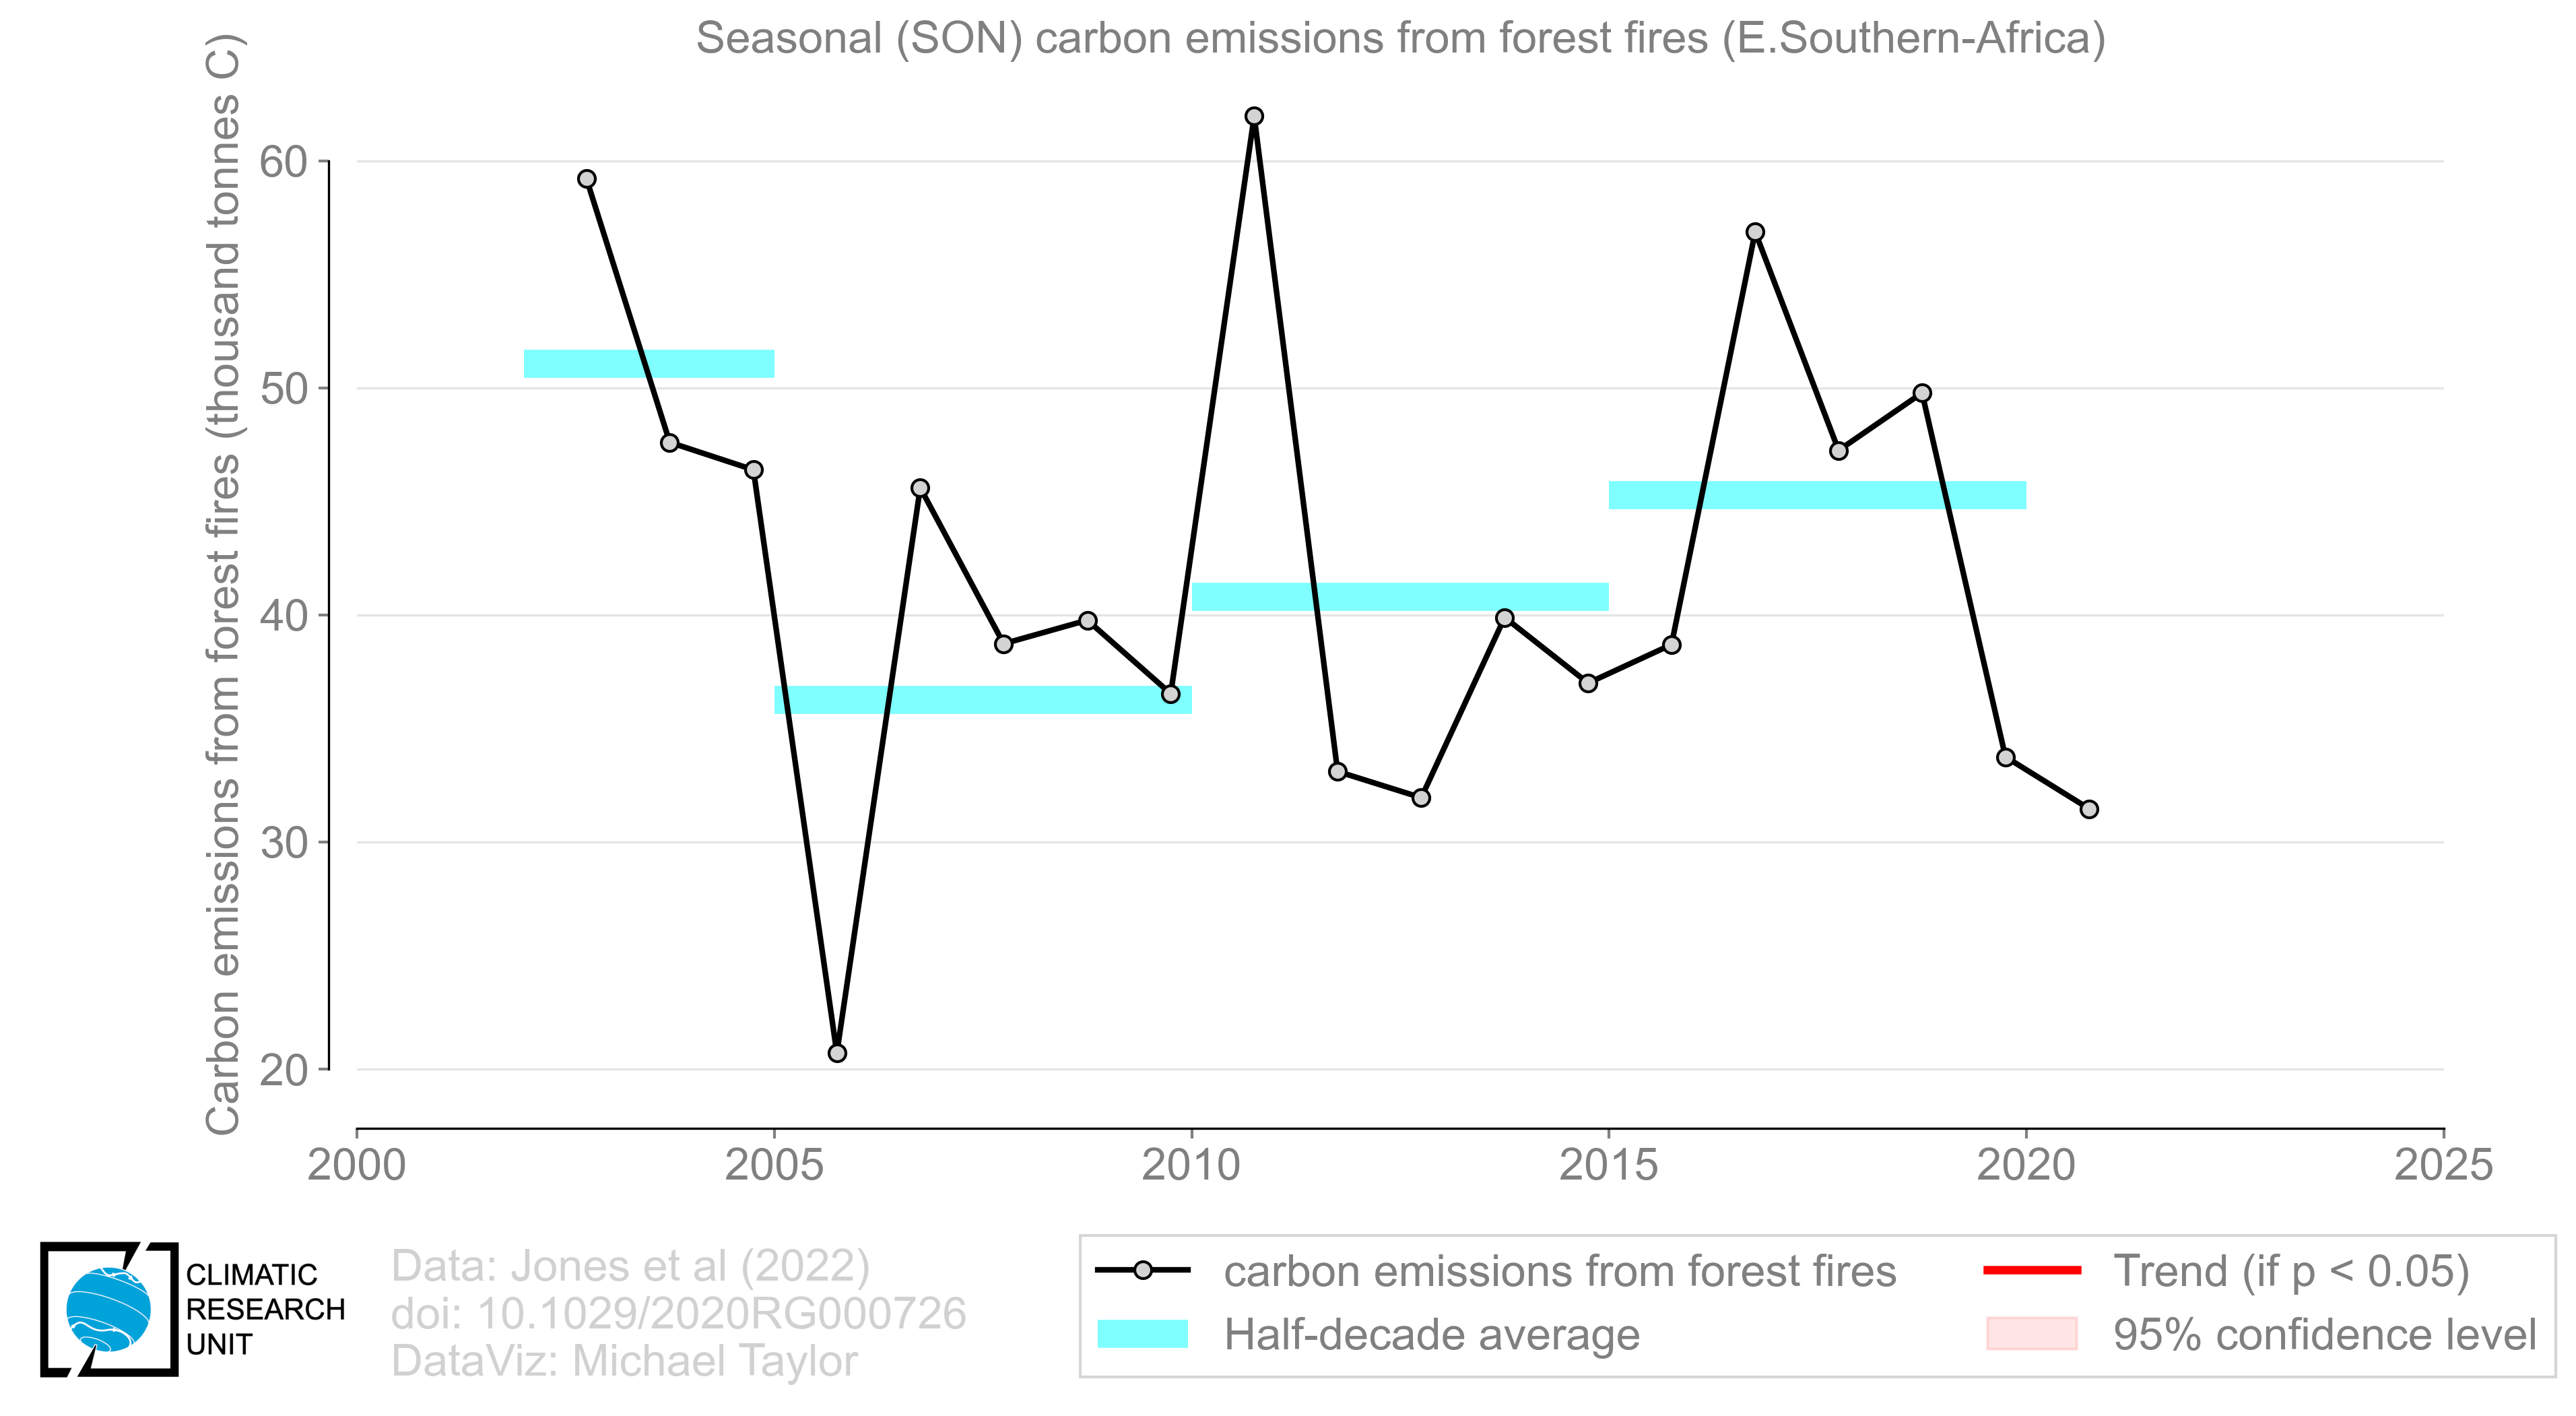 Seasonal (SON) carbon emissions from forest fires (E.Southern-Africa)
Carbon emissions from forest fires (thousand tonnes C)
60
50
40
30
20
2000 2005 2010 2015 2020 2025
CLIMATIC
RESEARCH
UNIT
Data: Jones et al (2022)
doi: 10.1029/2020RG000726
DataViz: Michael Taylor
carbon emissions from forest fires
Half-decade average
Trend (if p < 0.05)
95% confidence level